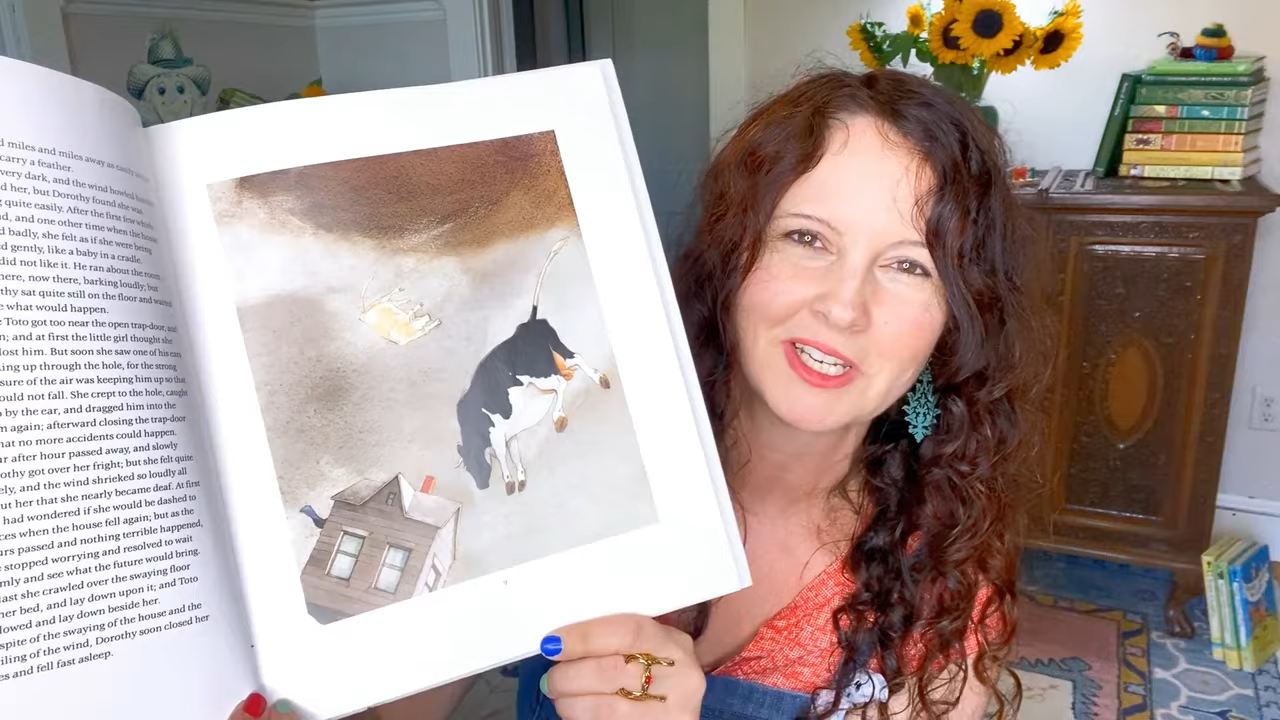 d miles and miles away as easily
carry a feather.
very dark, and the wind howled
d her, but Dorothy found she was
g quite easily. After the first few whirls
d, and one other time when the house
d badly, she felt as if she were being
d gently, like a baby in a cradle.
did not like it. He ran about the room
here, now there, barking loudly; but
thy sat quite still on the floor and waited
e what would happen.
e Toto got too near the open trap-door, and
n; and at first the little girl thought she
lost him. But soon she saw one of his ears
king up through the hole, for the strong
sure of the air was keeping him up so that
ould not fall. She crept to the hole, caught
o by the ear, and dragged him into the
m again; afterward closing the trap-door
hat no more accidents could happen.
ur after hour passed away, and slowly
rothy got over her fright; but she felt quite
ely, and the wind shrieked so loudly all
ut her that she nearly became deaf. At first
had wondered if she would be dashed to
ces when the house fell again; but as the
urs passed and nothing terrible happened,
e stopped worrying and resolved to wait
mly and see what the future would bring.
last she crawled over the swaying floor
her bed, and lay down upon it; and Toto
lowed and lay down beside her.
spite of the swaying of the house and the
iling of the wind, Dorothy soon closed her
es and fell fast asleep.